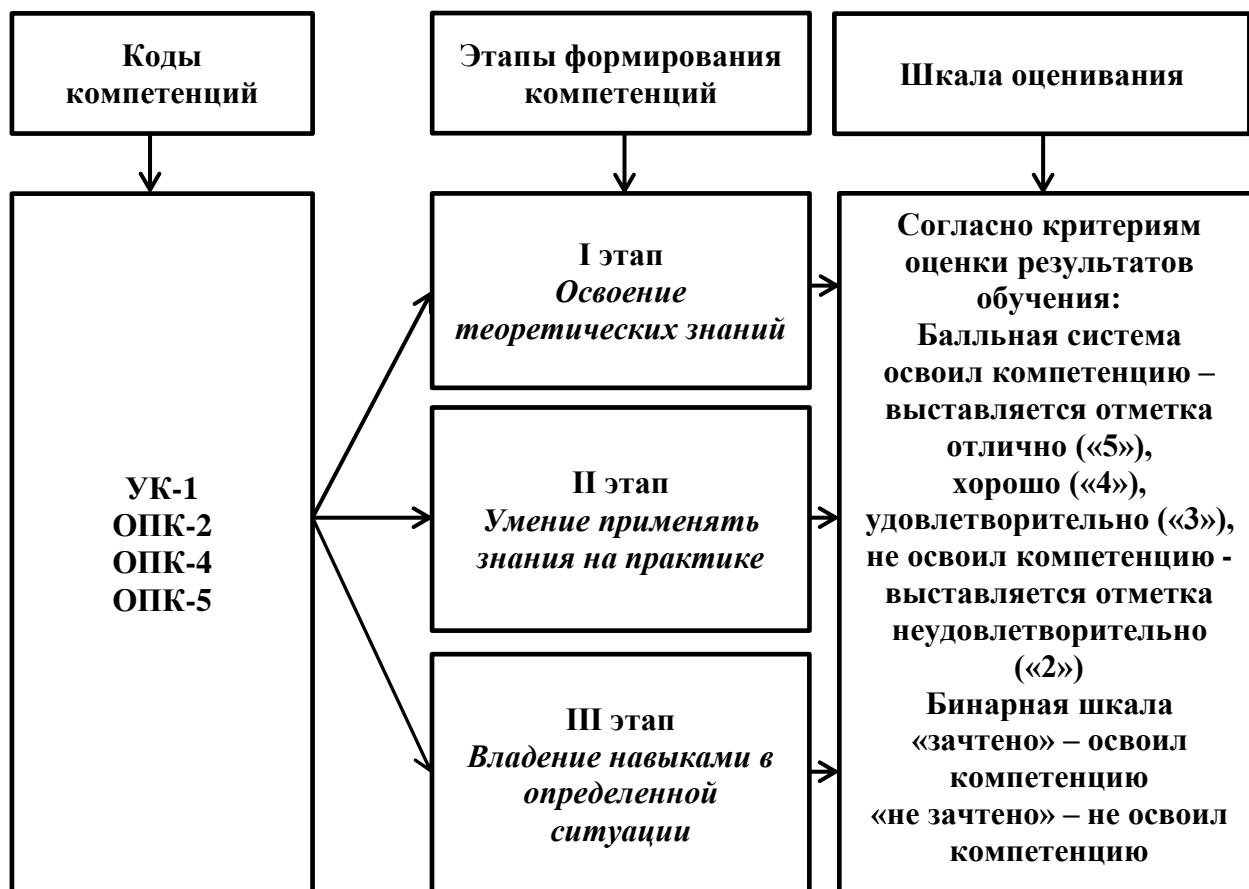 Коды
компетенций
Этапы формирования
компетенций
Шкала оценивания
УК-1
ОПК-2
ОПК-4
ОПК-5
I этап
Освоение
теоретических знаний
II этап
Умение применять
знания на практике
III этап
Владение навыками в
определенной
ситуации
Согласно критериям
оценки результатов
обучения:
Балльная система
освоил компетенцию –
выставляется отметка
отлично («5»),
хорошо («4»),
удовлетворительно («3»),
не освоил компетенцию -
выставляется отметка
неудовлетворительно
(«2»)
Бинарная шкала
«зачтено» – освоил
компетенцию
«не зачтено» – не освоил
компетенцию